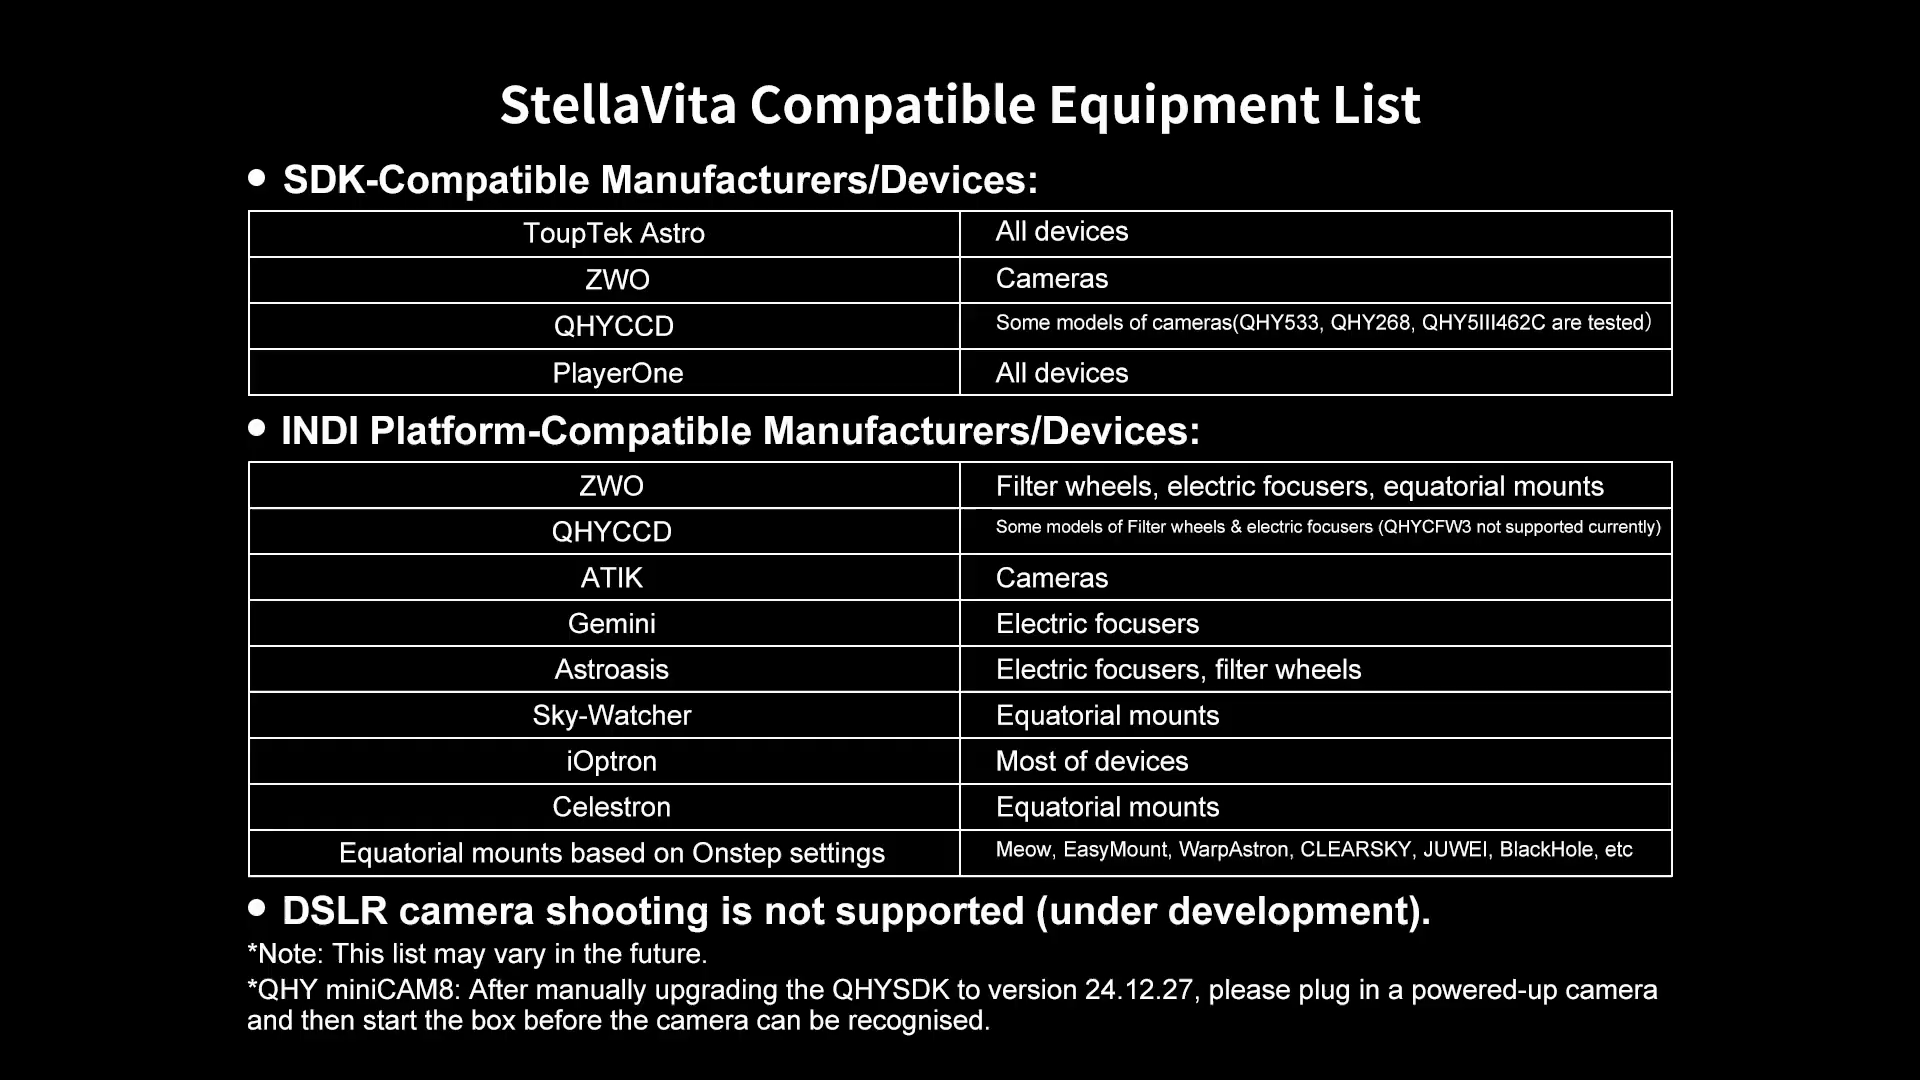 StellaVita Compatible Equipment List
● SDK-Compatible Manufacturers/Devices:
ToupTek Astro All devices
ZWO Cameras
QHYCCD Some models of cameras(QHY533, QHY268, QHY5III462C are tested）
PlayerOne All devices
● INDI Platform-Compatible Manufacturers/Devices:
ZWO Filter wheels, electric focusers, equatorial mounts
QHYCCD Some models of Filter wheels & electric focusers (QHYCFW3 not supported currently)
ATIK Cameras
Gemini Electric focusers
Astroasis Electric focusers, filter wheels
Sky-Watcher Equatorial mounts
iOptron Most of devices
Celestron Equatorial mounts
Equatorial mounts based on Onstep settings Meow, EasyMount, WarpAstron, CLEARSKY, JUWEI, BlackHole, etc
● DSLR camera shooting is not supported (under development).
*Note: This list may vary in the future.
*QHY miniCAM8: After manually upgrading the QHYSDK to version 24.12.27, please plug in a powered-up camera
and then start the box before the camera can be recognised.